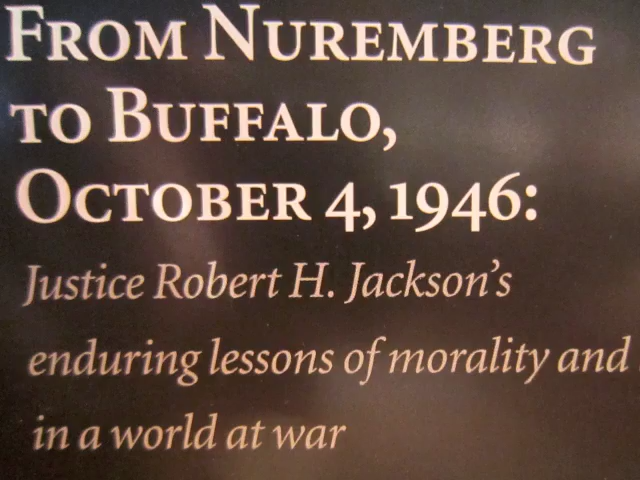 FROM NUREMBERG
TO BUFFALO,
OCTOBER 4, 1946:
Justice Robert H. Jackson's
enduring lessons of morality and
in a world at war